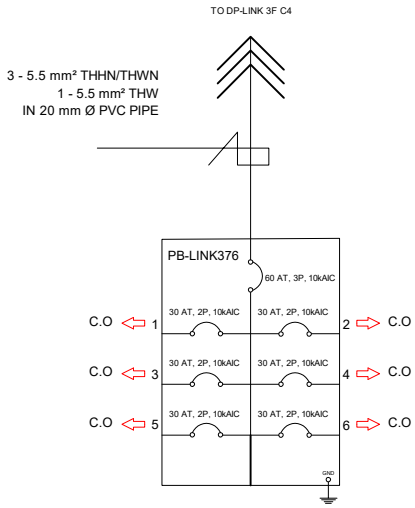 TO DP-LINK 3F C4
3 - 5.5 mm² THHN/THWN
1 - 5.5 mm² THW
IN 20 mm Ø PVC PIPE
PB-LINK376
60 AT, 3P, 10kAIC
C.O 1 30 AT, 2P, 10kAIC 30 AT, 2P, 10kAIC 2 C.O
C.O 3 30 AT, 2P, 10kAIC 30 AT, 2P, 10kAIC 4 C.O
C.O 5 30 AT, 2P, 10kAIC 30 AT, 2P, 10kAIC 6 C.O
GND